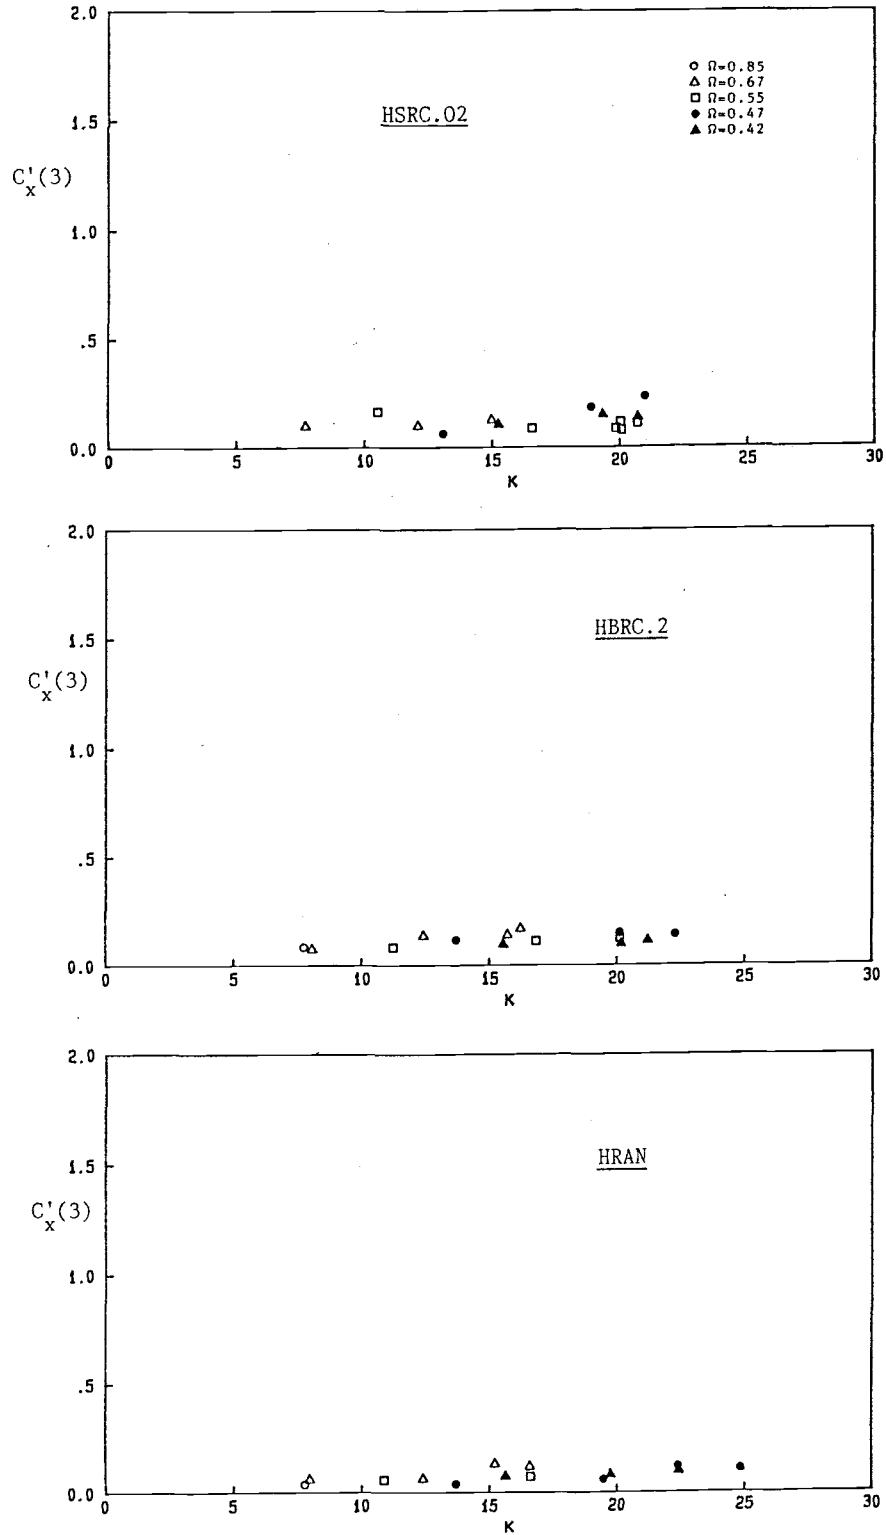 2.0
○ Ω=0.85
△ Ω=0.67
□ Ω=0.55
● Ω=0.47
▲ Ω=0.42
HSRC.02
1.5
C'x(3)
1.0
.5
0.0
0 5 10 15 20 25 30
K
2.0
HBRC.2
1.5
C'x(3)
1.0
.5
0.0
0 5 10 15 20 25 30
K
2.0
HRAN
1.5
C'x(3)
1.0
.5
0.0
0 5 10 15 20 25 30
K